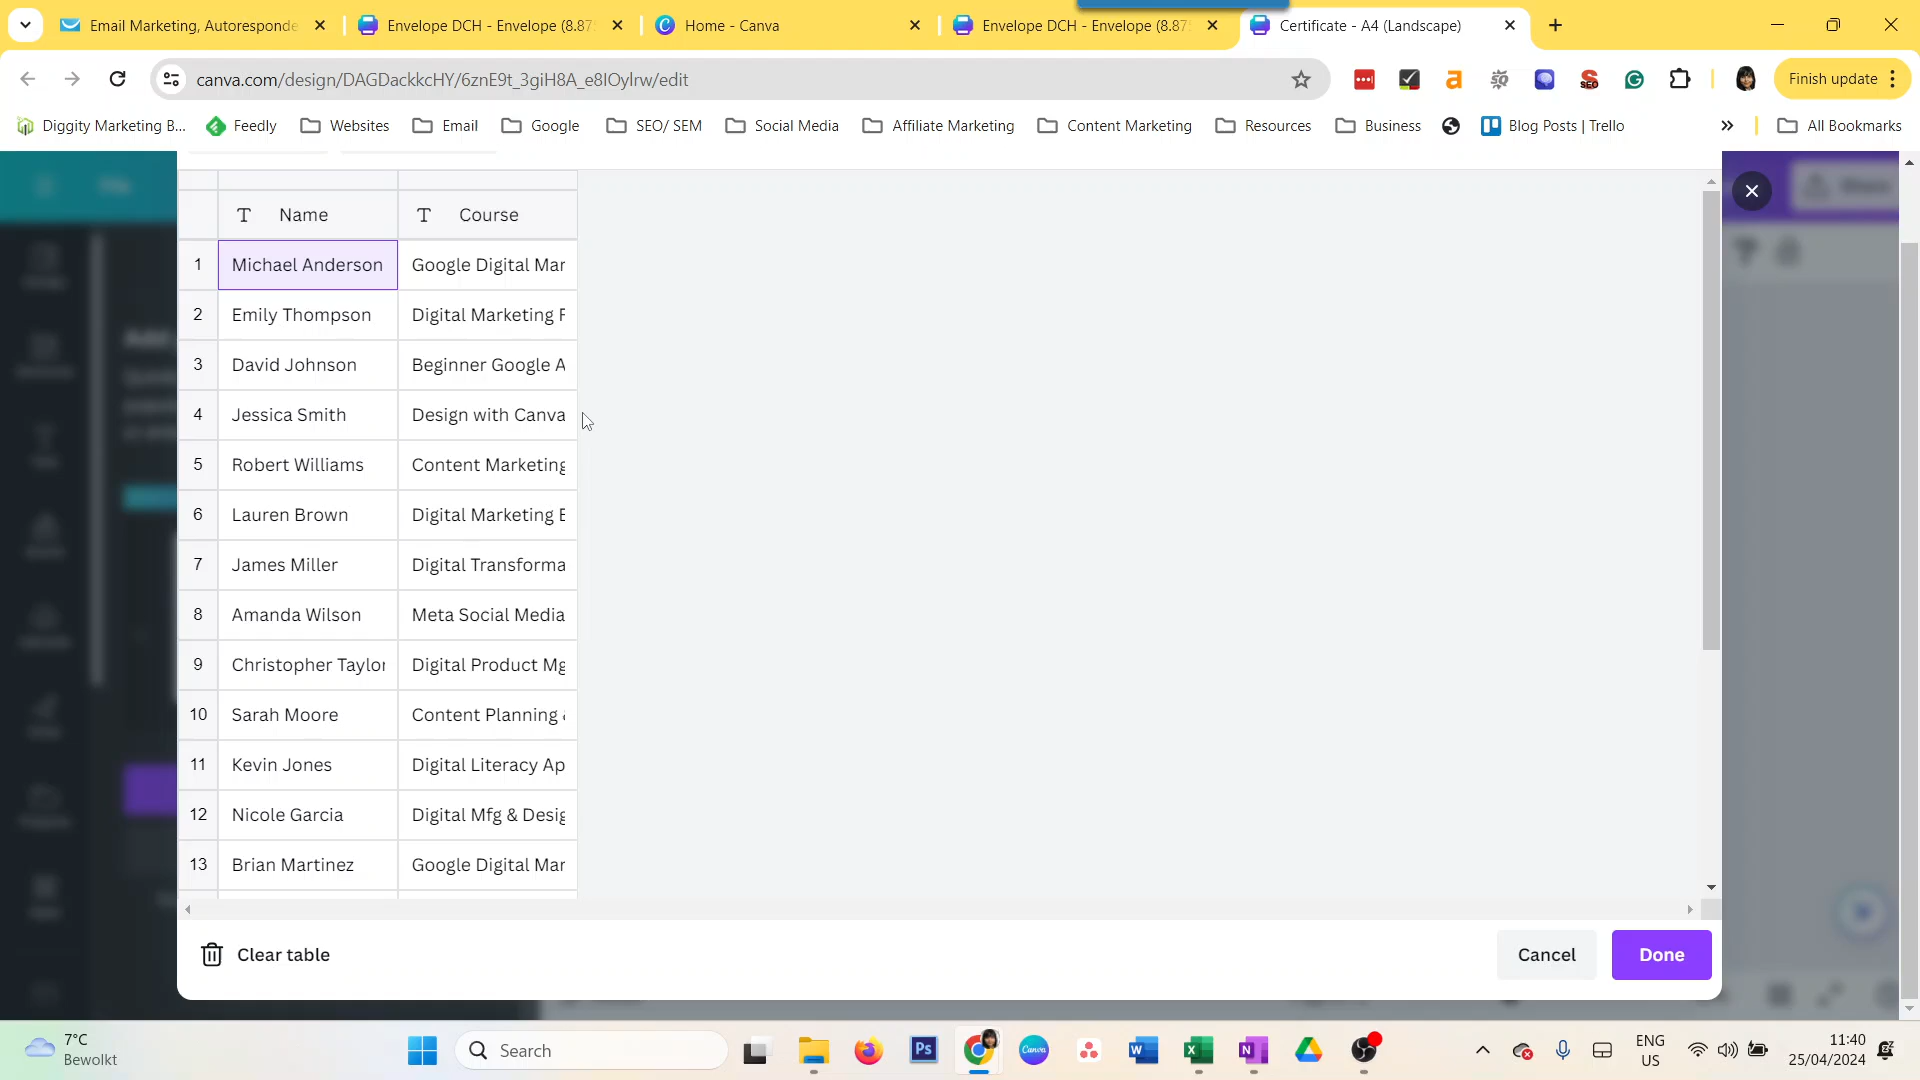 Email Marketing, Autoresponde
Envelope DCH - Envelope (8.87
Home - Canva
Envelope DCH - Envelope (8.87
Certificate - A4 (Landscape)
canva.com/design/DAGDackkcHY/6znE9t_3giH8A_e8IOylrw/edit
Finish update
Diggity Marketing B...
Feedly
Websites
Email
Google
SEO/ SEM
Social Media
Affiliate Marketing
Content Marketing
Resources
Business
Blog Posts | Trello
All Bookmarks
File
Share
T Name
T Course
1 Michael Anderson Google Digital Mar
2 Emily Thompson Digital Marketing F
3 David Johnson Beginner Google A
4 Jessica Smith Design with Canva
5 Robert Williams Content Marketing
6 Lauren Brown Digital Marketing E
7 James Miller Digital Transforma
8 Amanda Wilson Meta Social Media
9 Christopher Taylor Digital Product Mg
10 Sarah Moore Content Planning &
11 Kevin Jones Digital Literacy Ap
12 Nicole Garcia Digital Mfg & Desig
13 Brian Martinez Google Digital Mar
Clear table
Cancel
Done
7°C
Bewolkt
Search
Ps
Canva
ENG
US
11:40
25/04/2024